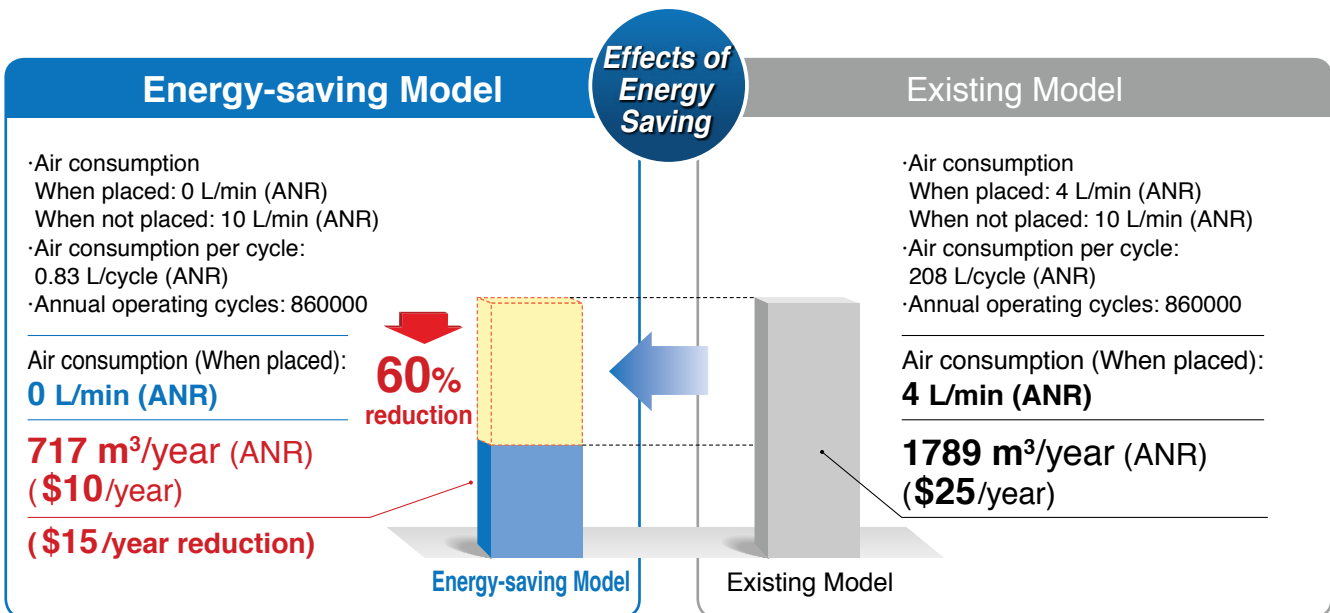 Effects of
Energy
Saving
Energy-saving Model
·Air consumption
When placed: 0 L/min (ANR)
When not placed: 10 L/min (ANR)
·Air consumption per cycle:
0.83 L/cycle (ANR)
·Annual operating cycles: 860000
Air consumption (When placed):
0 L/min (ANR)
717 m³/year (ANR)
($10/year)
($15/year reduction)
60%
reduction
Energy-saving Model
Existing Model
Existing Model
·Air consumption
When placed: 4 L/min (ANR)
When not placed: 10 L/min (ANR)
·Air consumption per cycle:
208 L/cycle (ANR)
·Annual operating cycles: 860000
Air consumption (When placed):
4 L/min (ANR)
1789 m³/year (ANR)
($25/year)